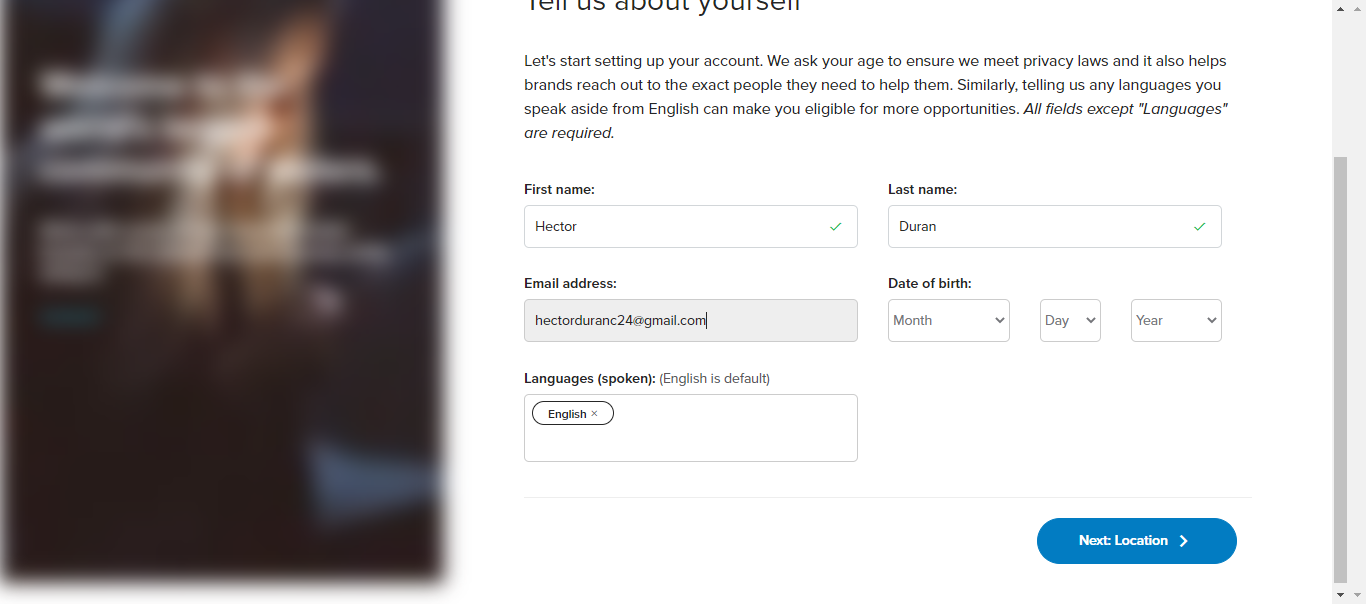 Tell us about yourself
Let's start setting up your account. We ask your age to ensure we meet privacy laws and it also helps
brands reach out to the exact people they need to help them. Similarly, telling us any languages you
speak aside from English can make you eligible for more opportunities. All fields except "Languages"
are required.
First name:
Last name:
Hector
Duran
Email address:
Date of birth:
hectorduranc24@gmail.com
Month
Day
Year
Languages (spoken): (English is default)
English ×
Next: Location